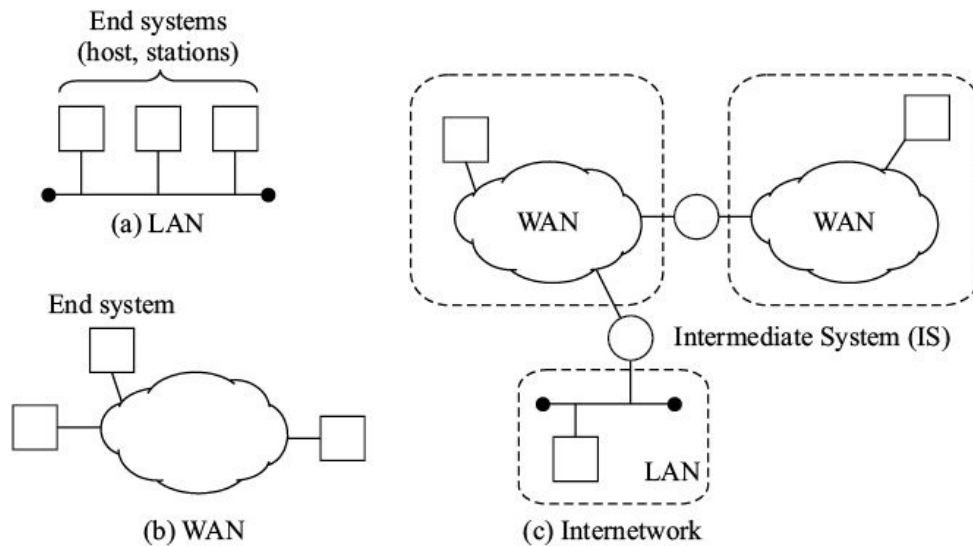 End systems
(host, stations)
(a) LAN
End system
(b) WAN
WAN
WAN
Intermediate System (IS)
LAN
(c) Internetwork